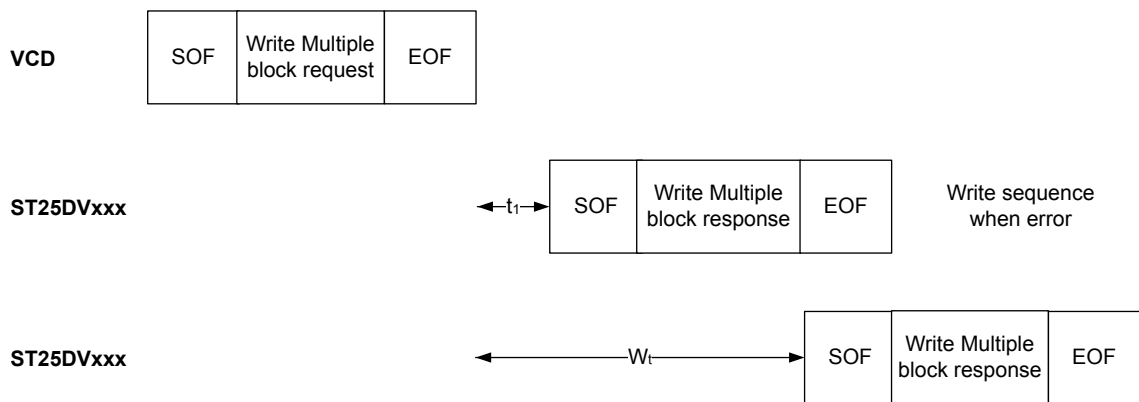 VCD
SOF
Write Multiple
block request
EOF
ST25DVxxx
t₁
SOF
Write Multiple
block response
EOF
Write sequence
when error
ST25DVxxx
Wₜ
SOF
Write Multiple
block response
EOF